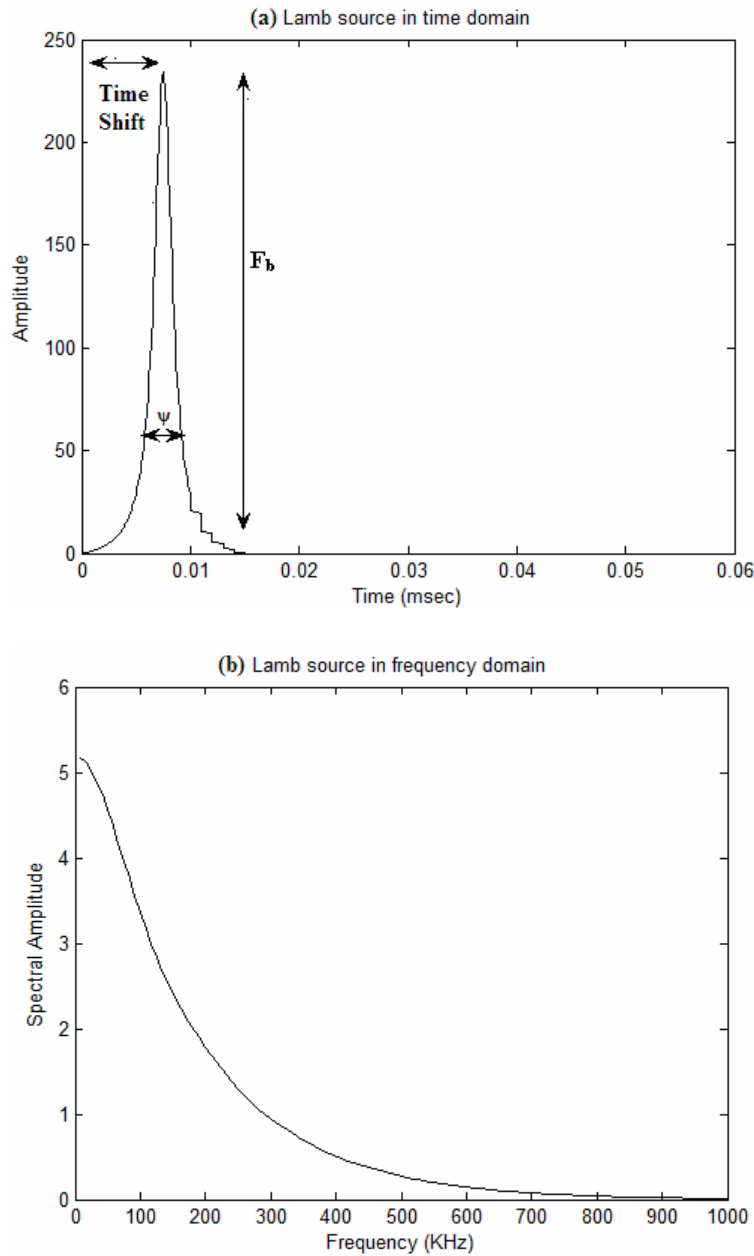 (a) Lamb source in time domain
250
200
150
100
50
0
Amplitude
Time
Shift
F_b
ψ
0 0.01 0.02 0.03 0.04 0.05 0.06
Time (msec)
(b) Lamb source in frequency domain
6
5
4
3
2
1
0
Spectral Amplitude
0 100 200 300 400 500 600 700 800 900 1000
Frequency (KHz)